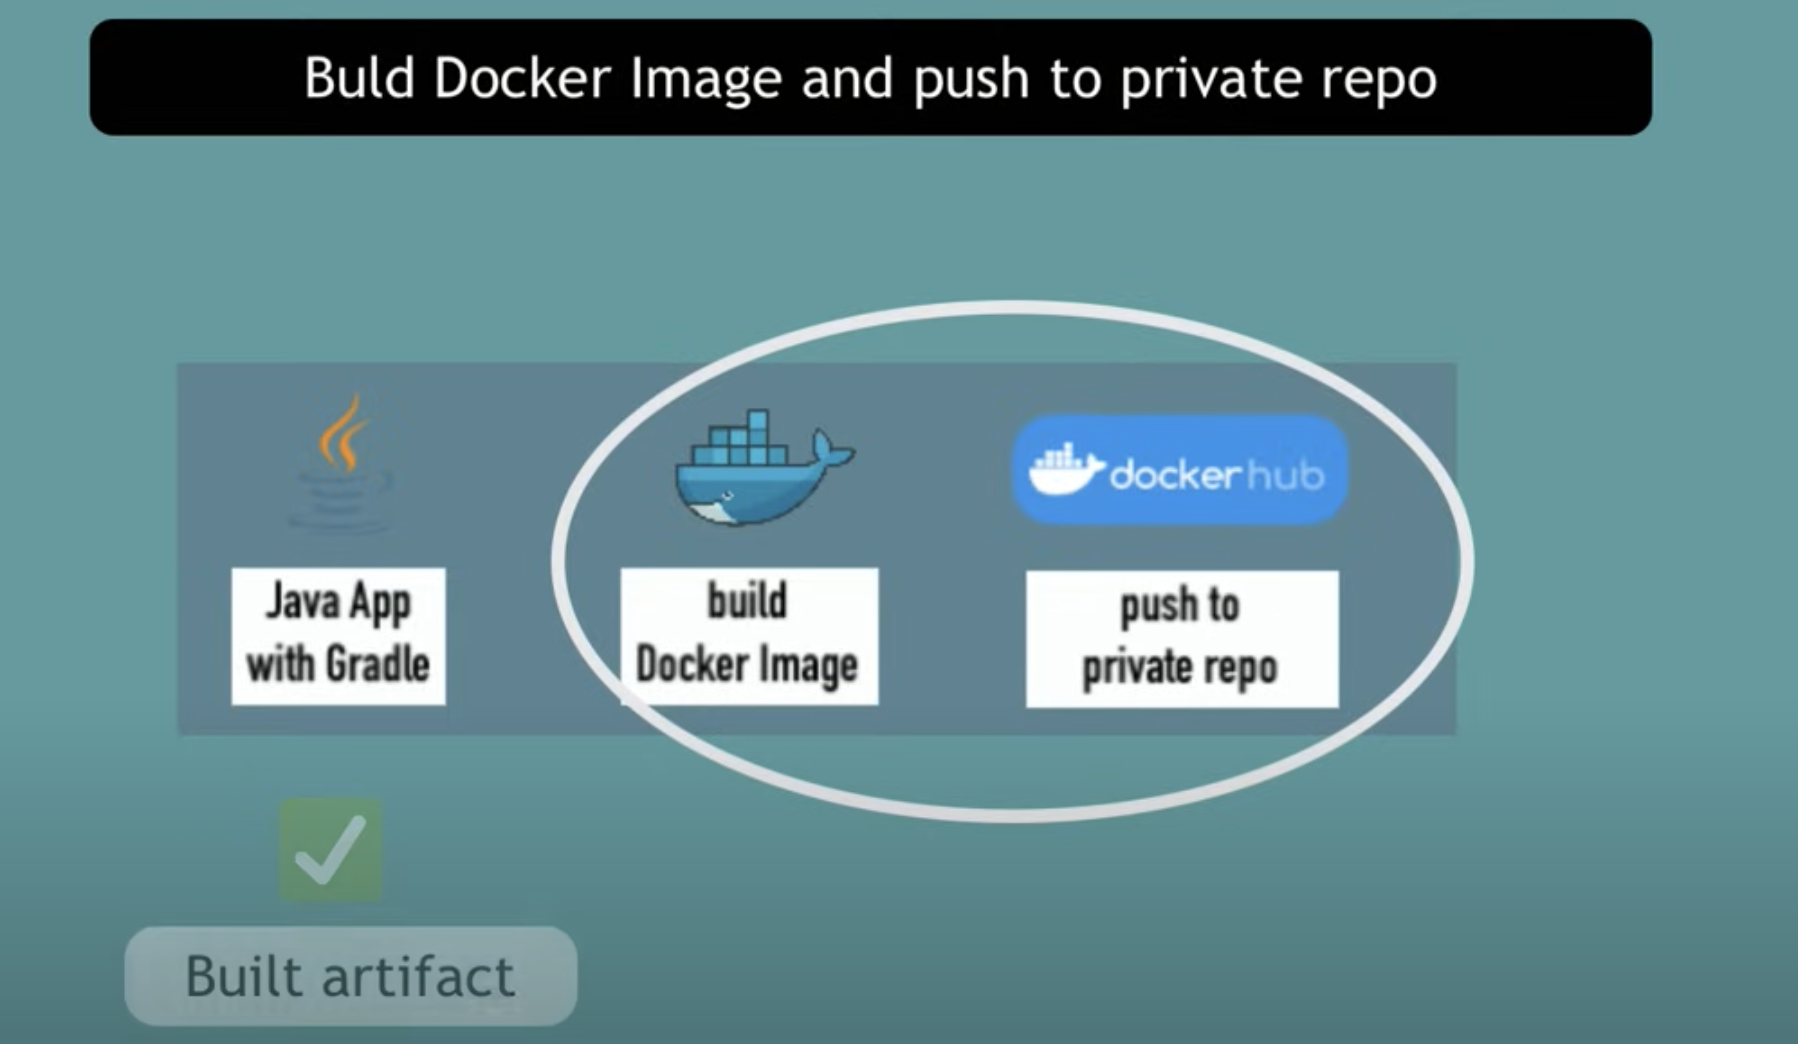 Buld Docker Image and push to private repo
dockerhub
Java App
with Gradle
build
Docker Image
push to
private repo
Built artifact